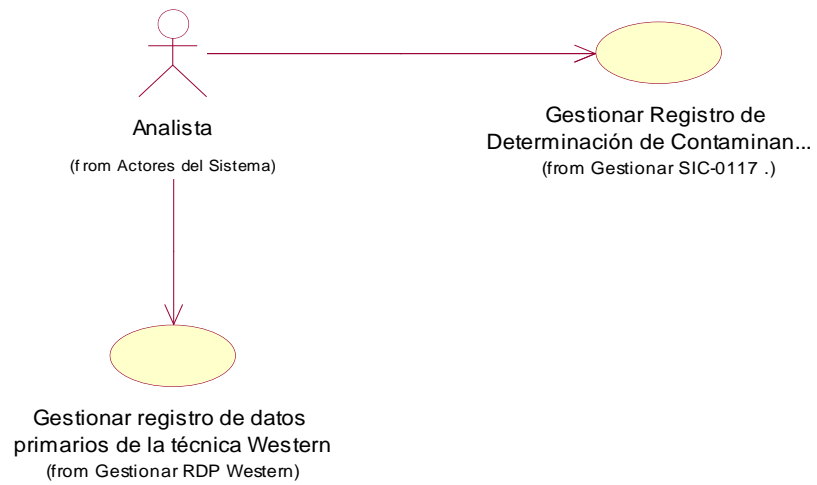 Analista
(from Actores del Sistema)
Gestionar Registro de
Determinación de Contaminan...
(from Gestionar SIC-0117 .)
Gestionar registro de datos
primarios de la técnica Western
(from Gestionar RDP Western)